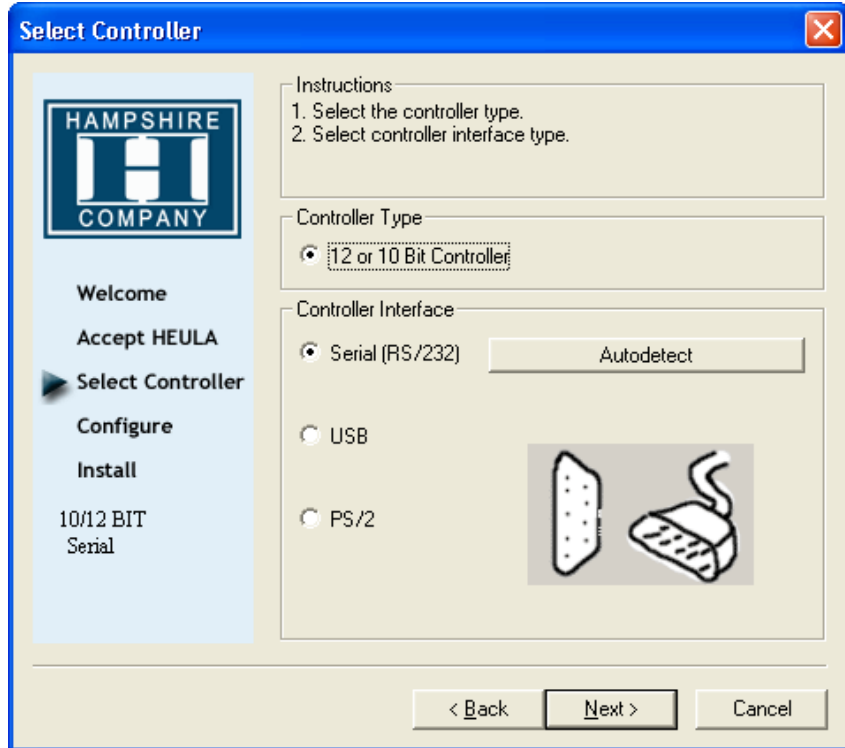 Select Controller
HAMPSHIRE
COMPANY
Welcome
Accept HEULA
Select Controller
Configure
Install
10/12 BIT
Serial
Instructions
1. Select the controller type.
2. Select controller interface type.
Controller Type
12 or 10 Bit Controller
Controller Interface
Serial (RS/232)
Autodetect
USB
PS/2
< Back
Next >
Cancel